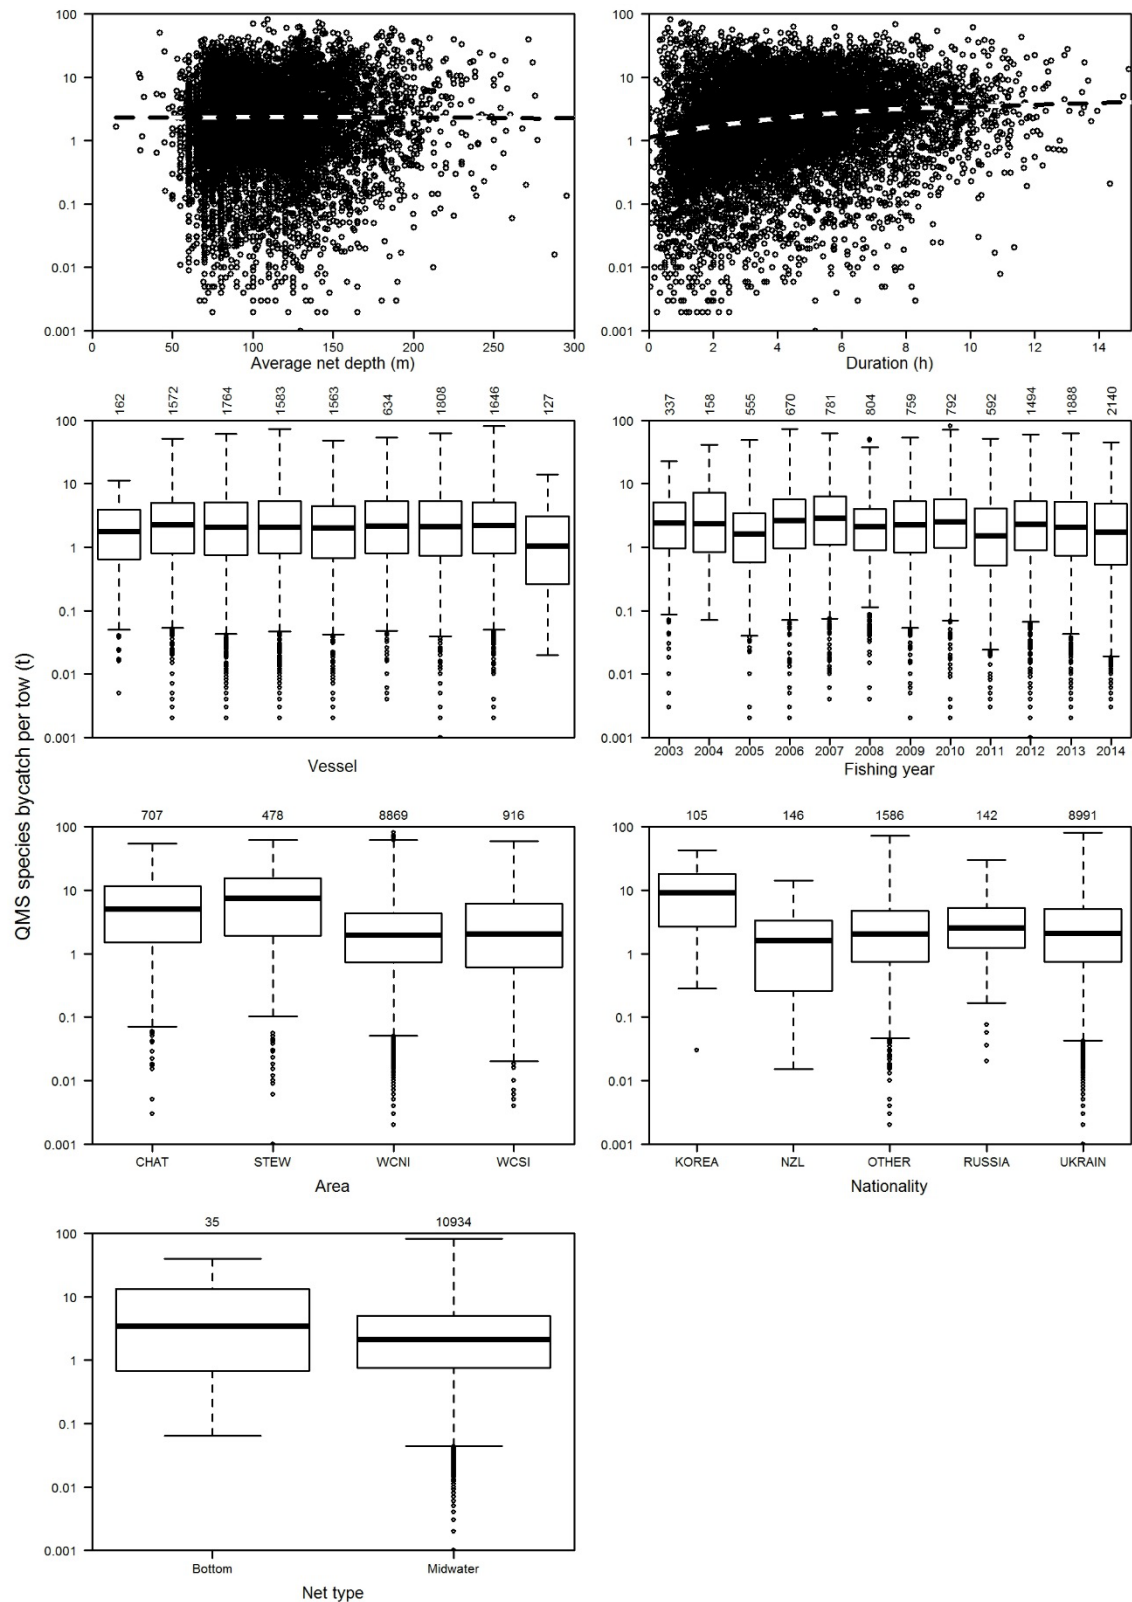 QMS species bycatch per tow (t)
100
10
1
0.1
0.01
0.001
0 50 100 150 200 250 300
Average net depth (m)
100
10
1
0.1
0.01
0.001
0 2 4 6 8 10 12 14
Duration (h)
162 1572 1764 1583 1563 634 1808 1646 127
100
10
1
0.1
0.01
0.001
Vessel
337 158 555 670 781 804 759 792 592 1494 1888 2140
100
10
1
0.1
0.01
0.001
2003 2004 2005 2006 2007 2008 2009 2010 2011 2012 2013 2014
Fishing year
707 478 8869 916
100
10
1
0.1
0.01
0.001
CHAT STEW WCNI WCSI
Area
105 146 1586 142 8991
100
10
1
0.1
0.01
0.001
KOREA NZL OTHER RUSSIA UKRAIN
Nationality
35 10934
100
10
1
0.1
0.01
0.001
Bottom Midwater
Net type